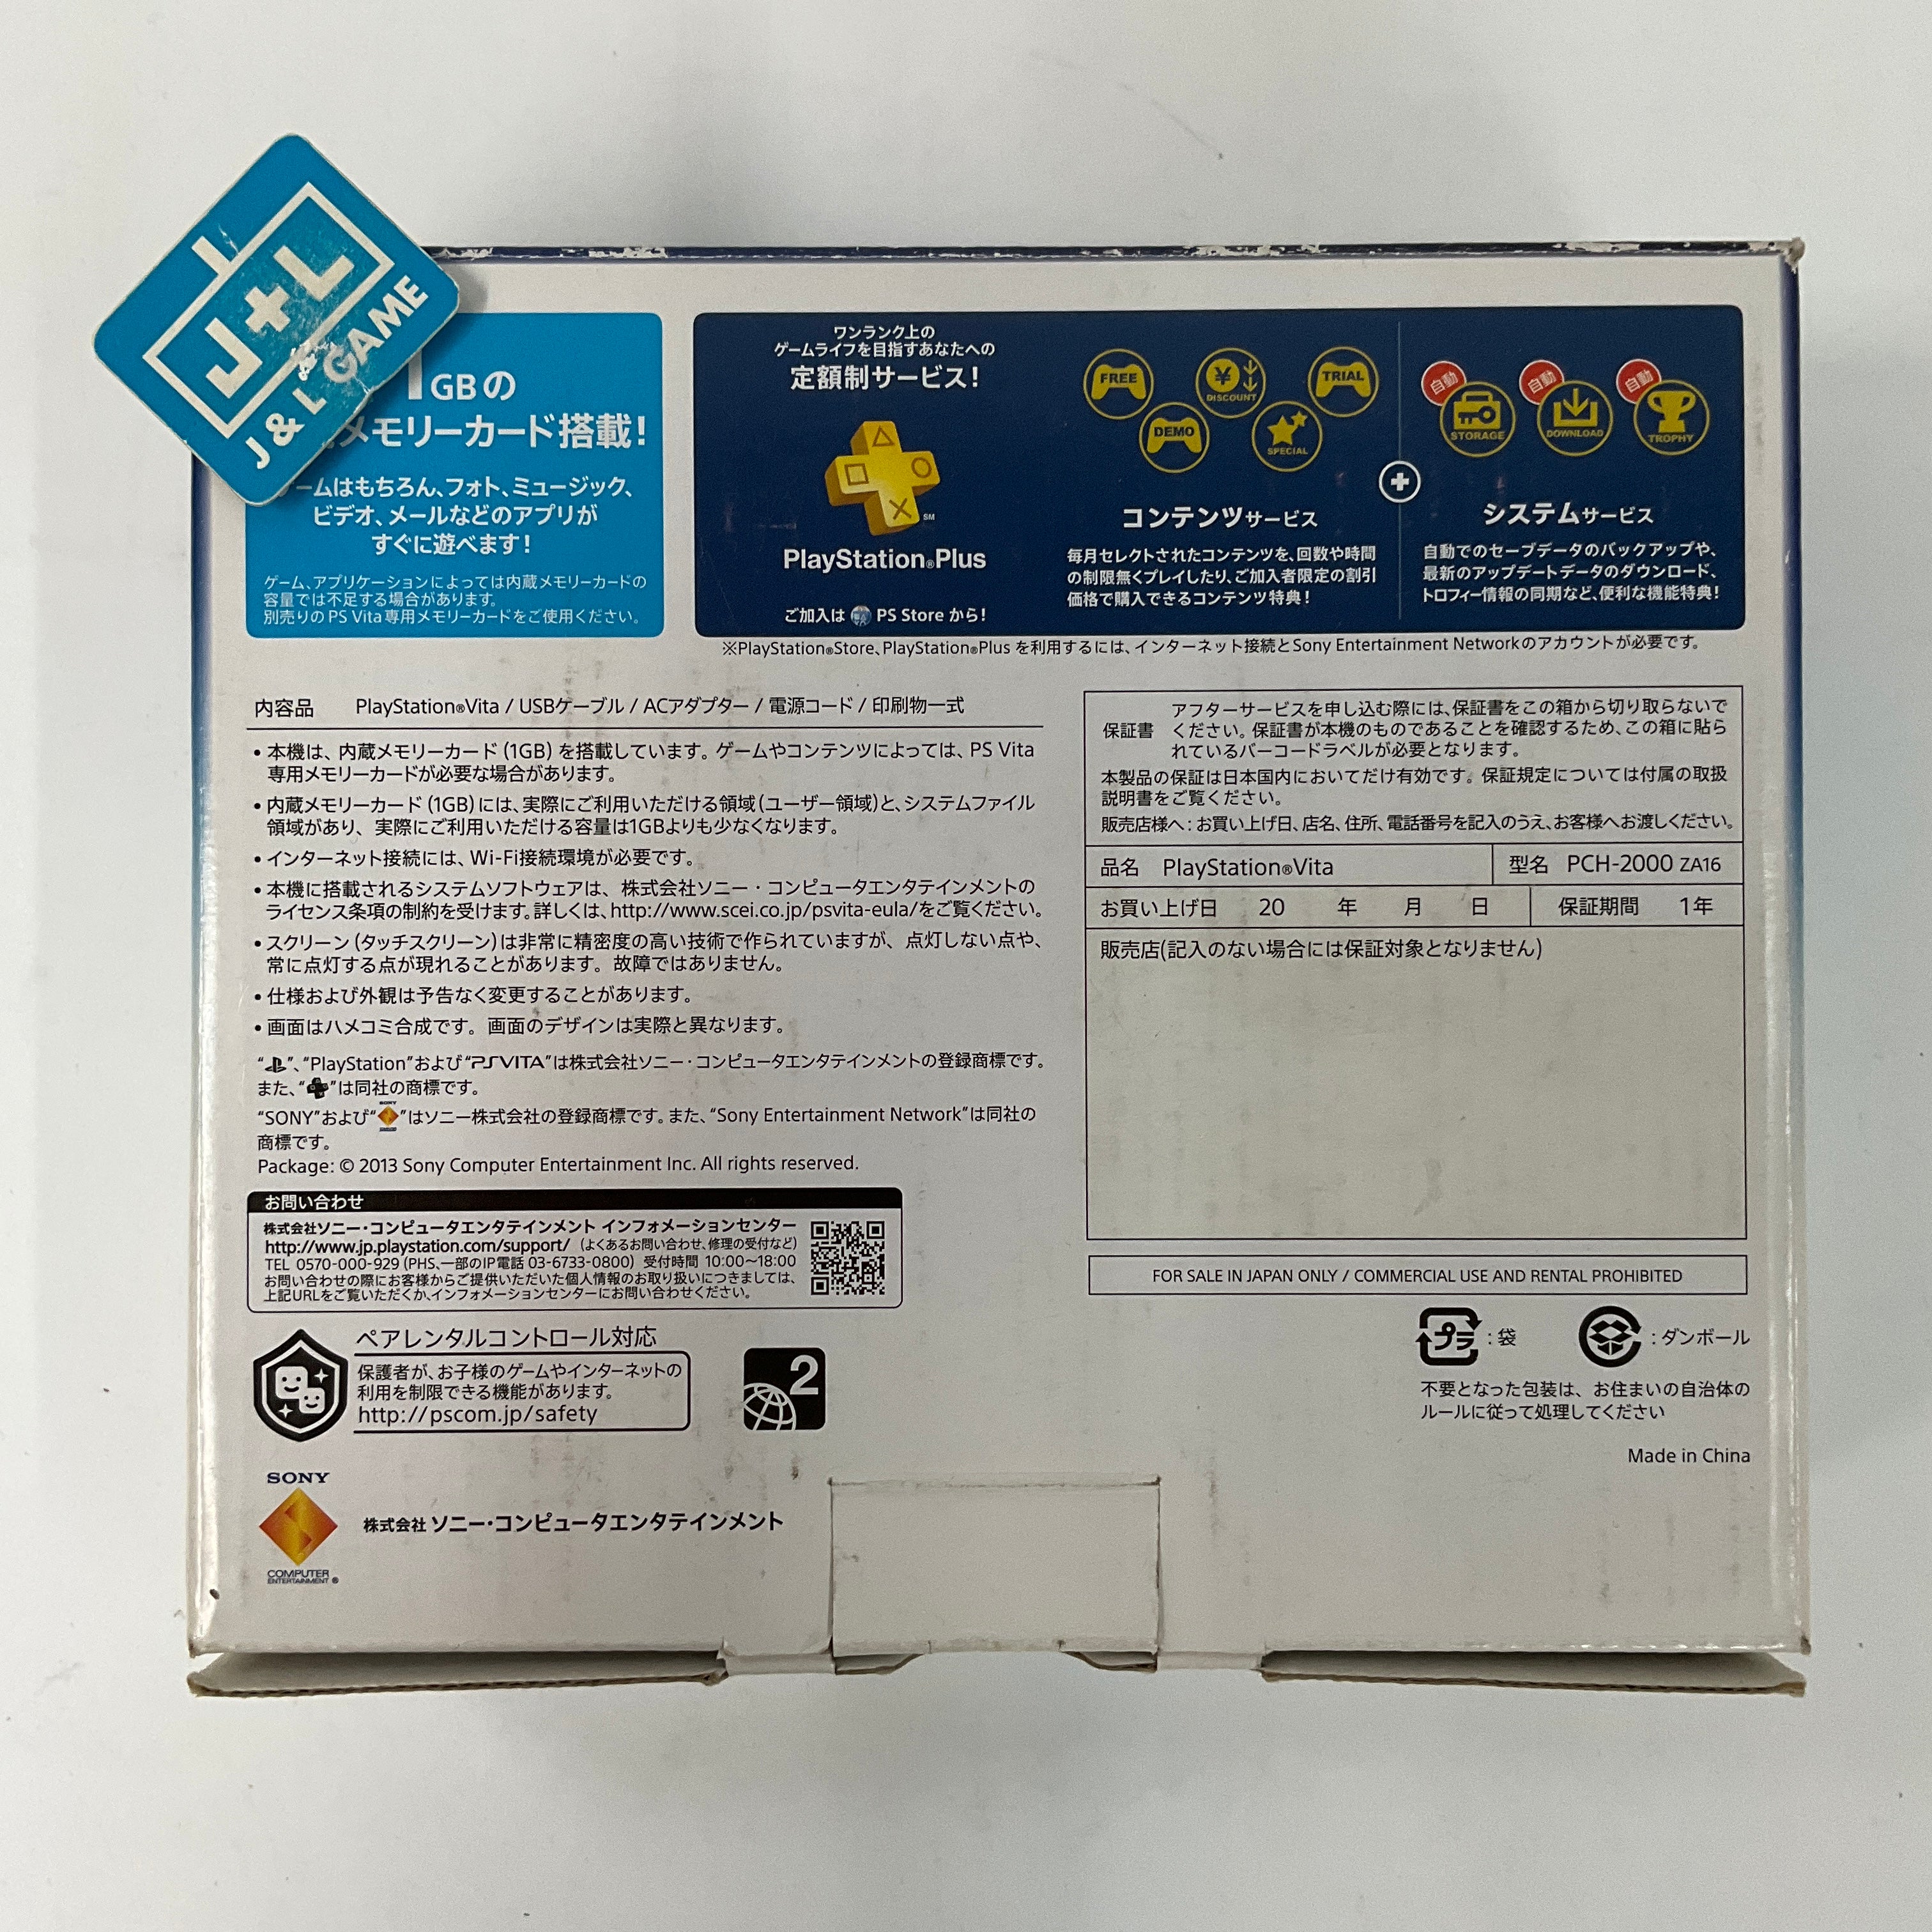 J+L
J & L GAME
1GBの
メモリーカード搭載！
ームはもちろん、フォト、ミュージック、
ビデオ、メールなどのアプリが
すぐに遊べます！
ゲーム、アプリケーションによっては内蔵メモリーカードの
容量では不足する場合があります。
別売りのPS Vita専用メモリーカードをご使用ください。
ワンランク上の
ゲームライフを目指すあなたへの
定額制サービス！
PlayStation®Plus
SM
ご加入は PS Store から！
FREE
¥
DISCOUNT
TRIAL
DEMO
SPECIAL
コンテンツサービス
毎月セレクトされたコンテンツを、回数や時間
の制限無くプレイしたり、ご加入者限定の割引
価格で購入できるコンテンツ特典！
自動
STORAGE
自動
DOWNLOAD
自動
TROPHY
システムサービス
自動でのセーブデータのバックアップや、
最新のアップデートデータのダウンロード、
トロフィー情報の同期など、便利な機能特典！
※PlayStation®Store、PlayStation®Plus を利用するには、インターネット接続とSony Entertainment Networkのアカウントが必要です。
内容品 PlayStation®Vita / USBケーブル / ACアダプター / 電源コード / 印刷物一式
• 本機は、内蔵メモリーカード (1GB) を搭載しています。ゲームやコンテンツによっては、PS Vita
専用メモリーカードが必要な場合があります。
• 内蔵メモリーカード (1GB) には、実際にご利用いただける領域(ユーザー領域)と、システムファイル
領域があり、実際にご利用いただける容量は1GBよりも少なくなります。
• インターネット接続には、Wi-Fi接続環境が必要です。
• 本機に搭載されるシステムソフトウェアは、株式会社ソニー・コンピュータエンタテインメントの
ライセンス条項の制約を受けます。詳しくは、http://www.scei.co.jp/psvita-eula/をご覧ください。
• スクリーン (タッチスクリーン)は非常に精密度の高い技術で作られていますが、点灯しない点や、
常に点灯する点が現れることがあります。故障ではありません。
• 仕様および外観は予告なく変更することがあります。
• 画面はハメコミ合成です。画面のデザインは実際と異なります。
“ ”、“PlayStation”および“PSVITA”は株式会社ソニー・コンピュータエンタテインメントの登録商標です。
また、“ ”は同社の商標です。
“SONY”および“ ”はソニー株式会社の登録商標です。また、“Sony Entertainment Network”は同社の
商標です。
Package: © 2013 Sony Computer Entertainment Inc. All rights reserved.
お問い合わせ
株式会社ソニー・コンピュータエンタテインメント インフォメーションセンター
http://www.jp.playstation.com/support/ (よくあるお問い合わせ、修理の受付など)
TEL 0570-000-929 (PHS、一部のIP電話 03-6733-0800) 受付時間 10:00〜18:00
お問い合わせの際にお客様からご提供いただいた個人情報のお取り扱いにつきましては、
上記URLをご覧いただくか、インフォメーションセンターにお問い合わせください。
ペアレンタルコントロール対応
保護者が、お子様のゲームやインターネットの
利用を制限できる機能があります。
http://pscom.jp/safety
2
SONY
COMPUTER
ENTERTAINMENT ®
株式会社 ソニー・コンピュータエンタテインメント
保証書 アフターサービスを申し込む際には、保証書をこの箱から切り取らないで
ください。保証書が本機のものであることを確認するため、この箱に貼ら
れているバーコードラベルが必要となります。
本製品の保証は日本国内においてだけ有効です。保証規定については付属の取扱
説明書をご覧ください。
販売店様へ：お買い上げ日、店名、住所、電話番号を記入のうえ、お客様へお渡しください。
品名 PlayStation®Vita 型名 PCH-2000 ZA16
お買い上げ日 20 年 月 日 保証期間 1年
販売店(記入のない場合には保証対象となりません)
FOR SALE IN JAPAN ONLY / COMMERCIAL USE AND RENTAL PROHIBITED
プラ : 袋 : ダンボール
不要となった包装は、お住まいの自治体の
ルールに従って処理してください
Made in China